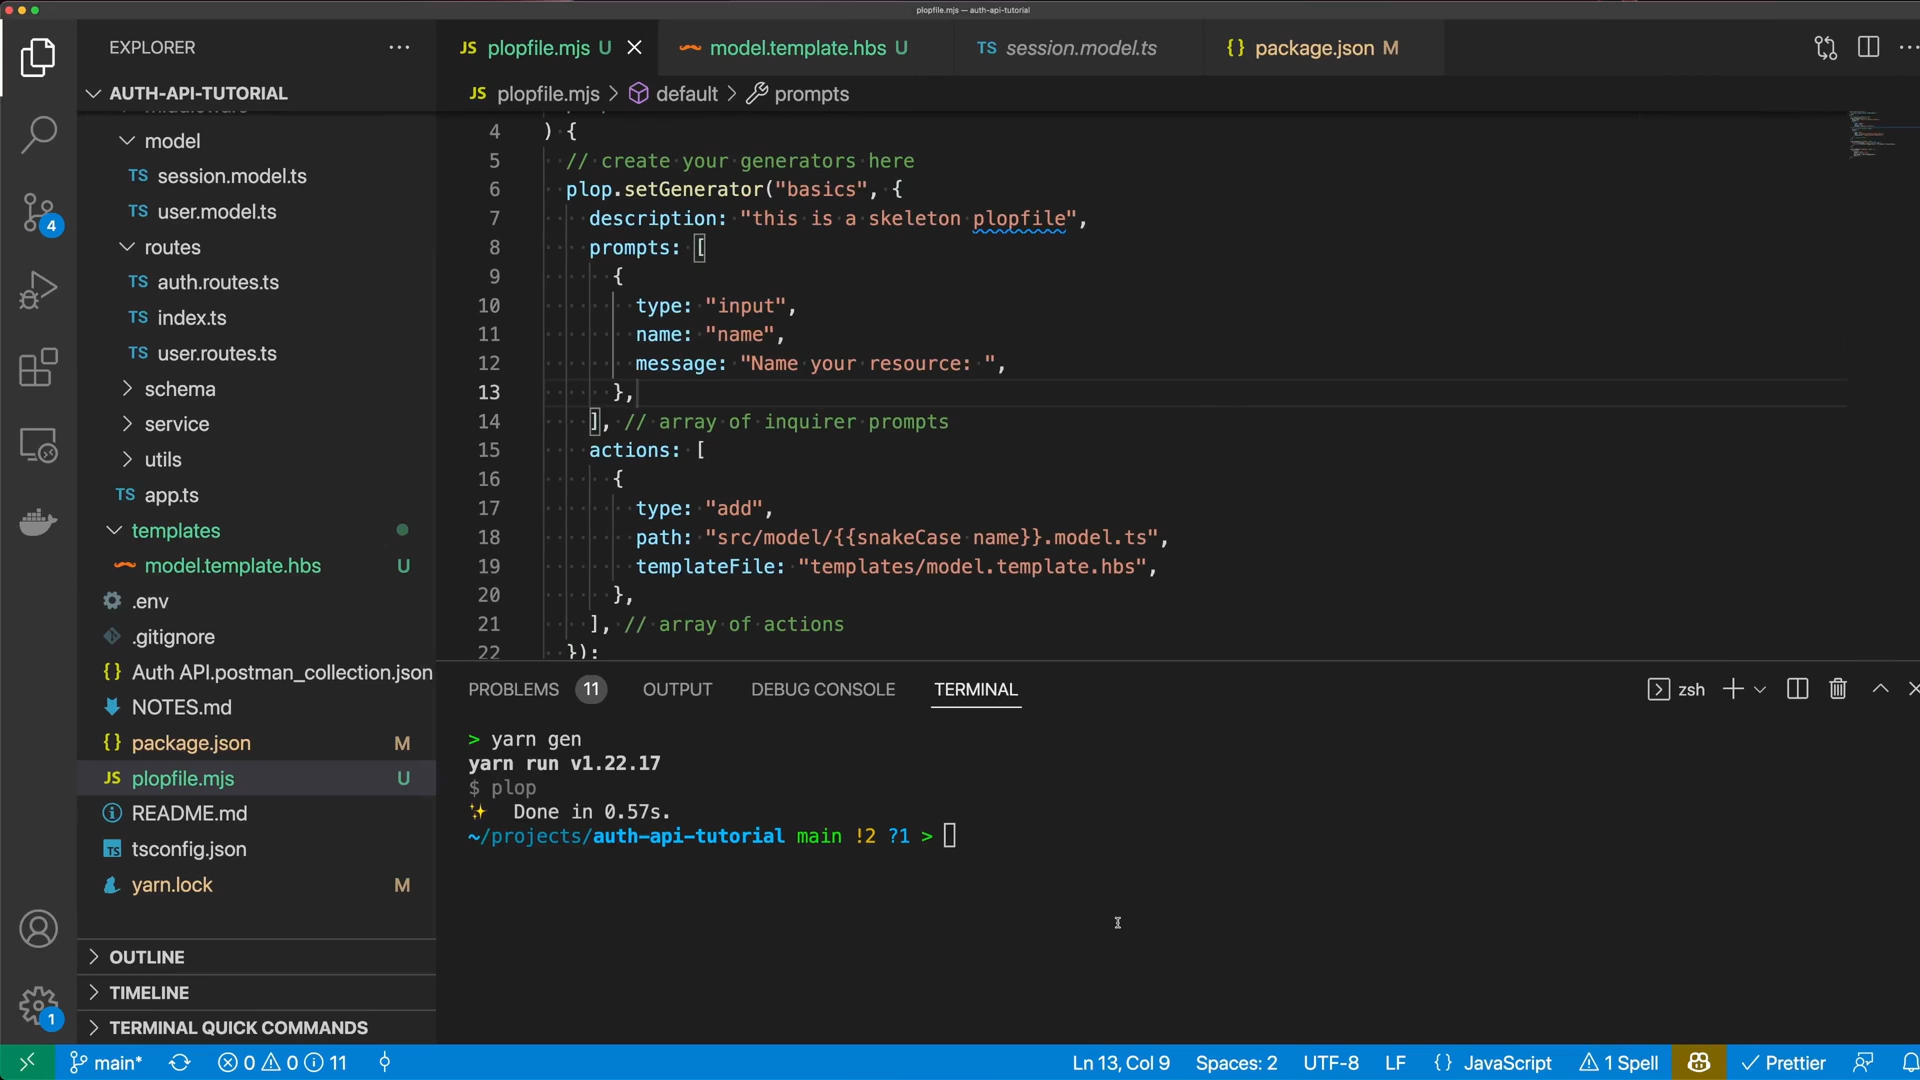 plopfile.mjs — auth-api-tutorial
EXPLORER
JS plopfile.mjs U
model.template.hbs U
TS session.model.ts
{} package.json M
AUTH-API-TUTORIAL
JS plopfile.mjs > default > prompts
model
TS session.model.ts
TS user.model.ts
routes
TS auth.routes.ts
TS index.ts
TS user.routes.ts
schema
service
utils
TS app.ts
templates
model.template.hbs U
.env
.gitignore
{} Auth API.postman_collection.json
NOTES.md
{} package.json M
JS plopfile.mjs U
README.md
TS tsconfig.json
yarn.lock M
OUTLINE
TIMELINE
TERMINAL QUICK COMMANDS
4
1
4 ) {
5 // create your generators here
6 plop.setGenerator("basics", {
7 description: "this is a skeleton plopfile",
8 prompts: [
9 {
10 type: "input",
11 name: "name",
12 message: "Name your resource: ",
13 },
14 ], // array of inquirer prompts
15 actions: [
16 {
17 type: "add",
18 path: "src/model/{{snakeCase name}}.model.ts",
19 templateFile: "templates/model.template.hbs",
20 },
21 ], // array of actions
22 });
PROBLEMS 11 OUTPUT DEBUG CONSOLE TERMINAL
zsh
> yarn gen
yarn run v1.22.17
$ plop
✨ Done in 0.57s.
~/projects/auth-api-tutorial main !2 ?1 >
main* 0 0 11
Ln 13, Col 9 Spaces: 2 UTF-8 LF {} JavaScript 1 Spell Prettier